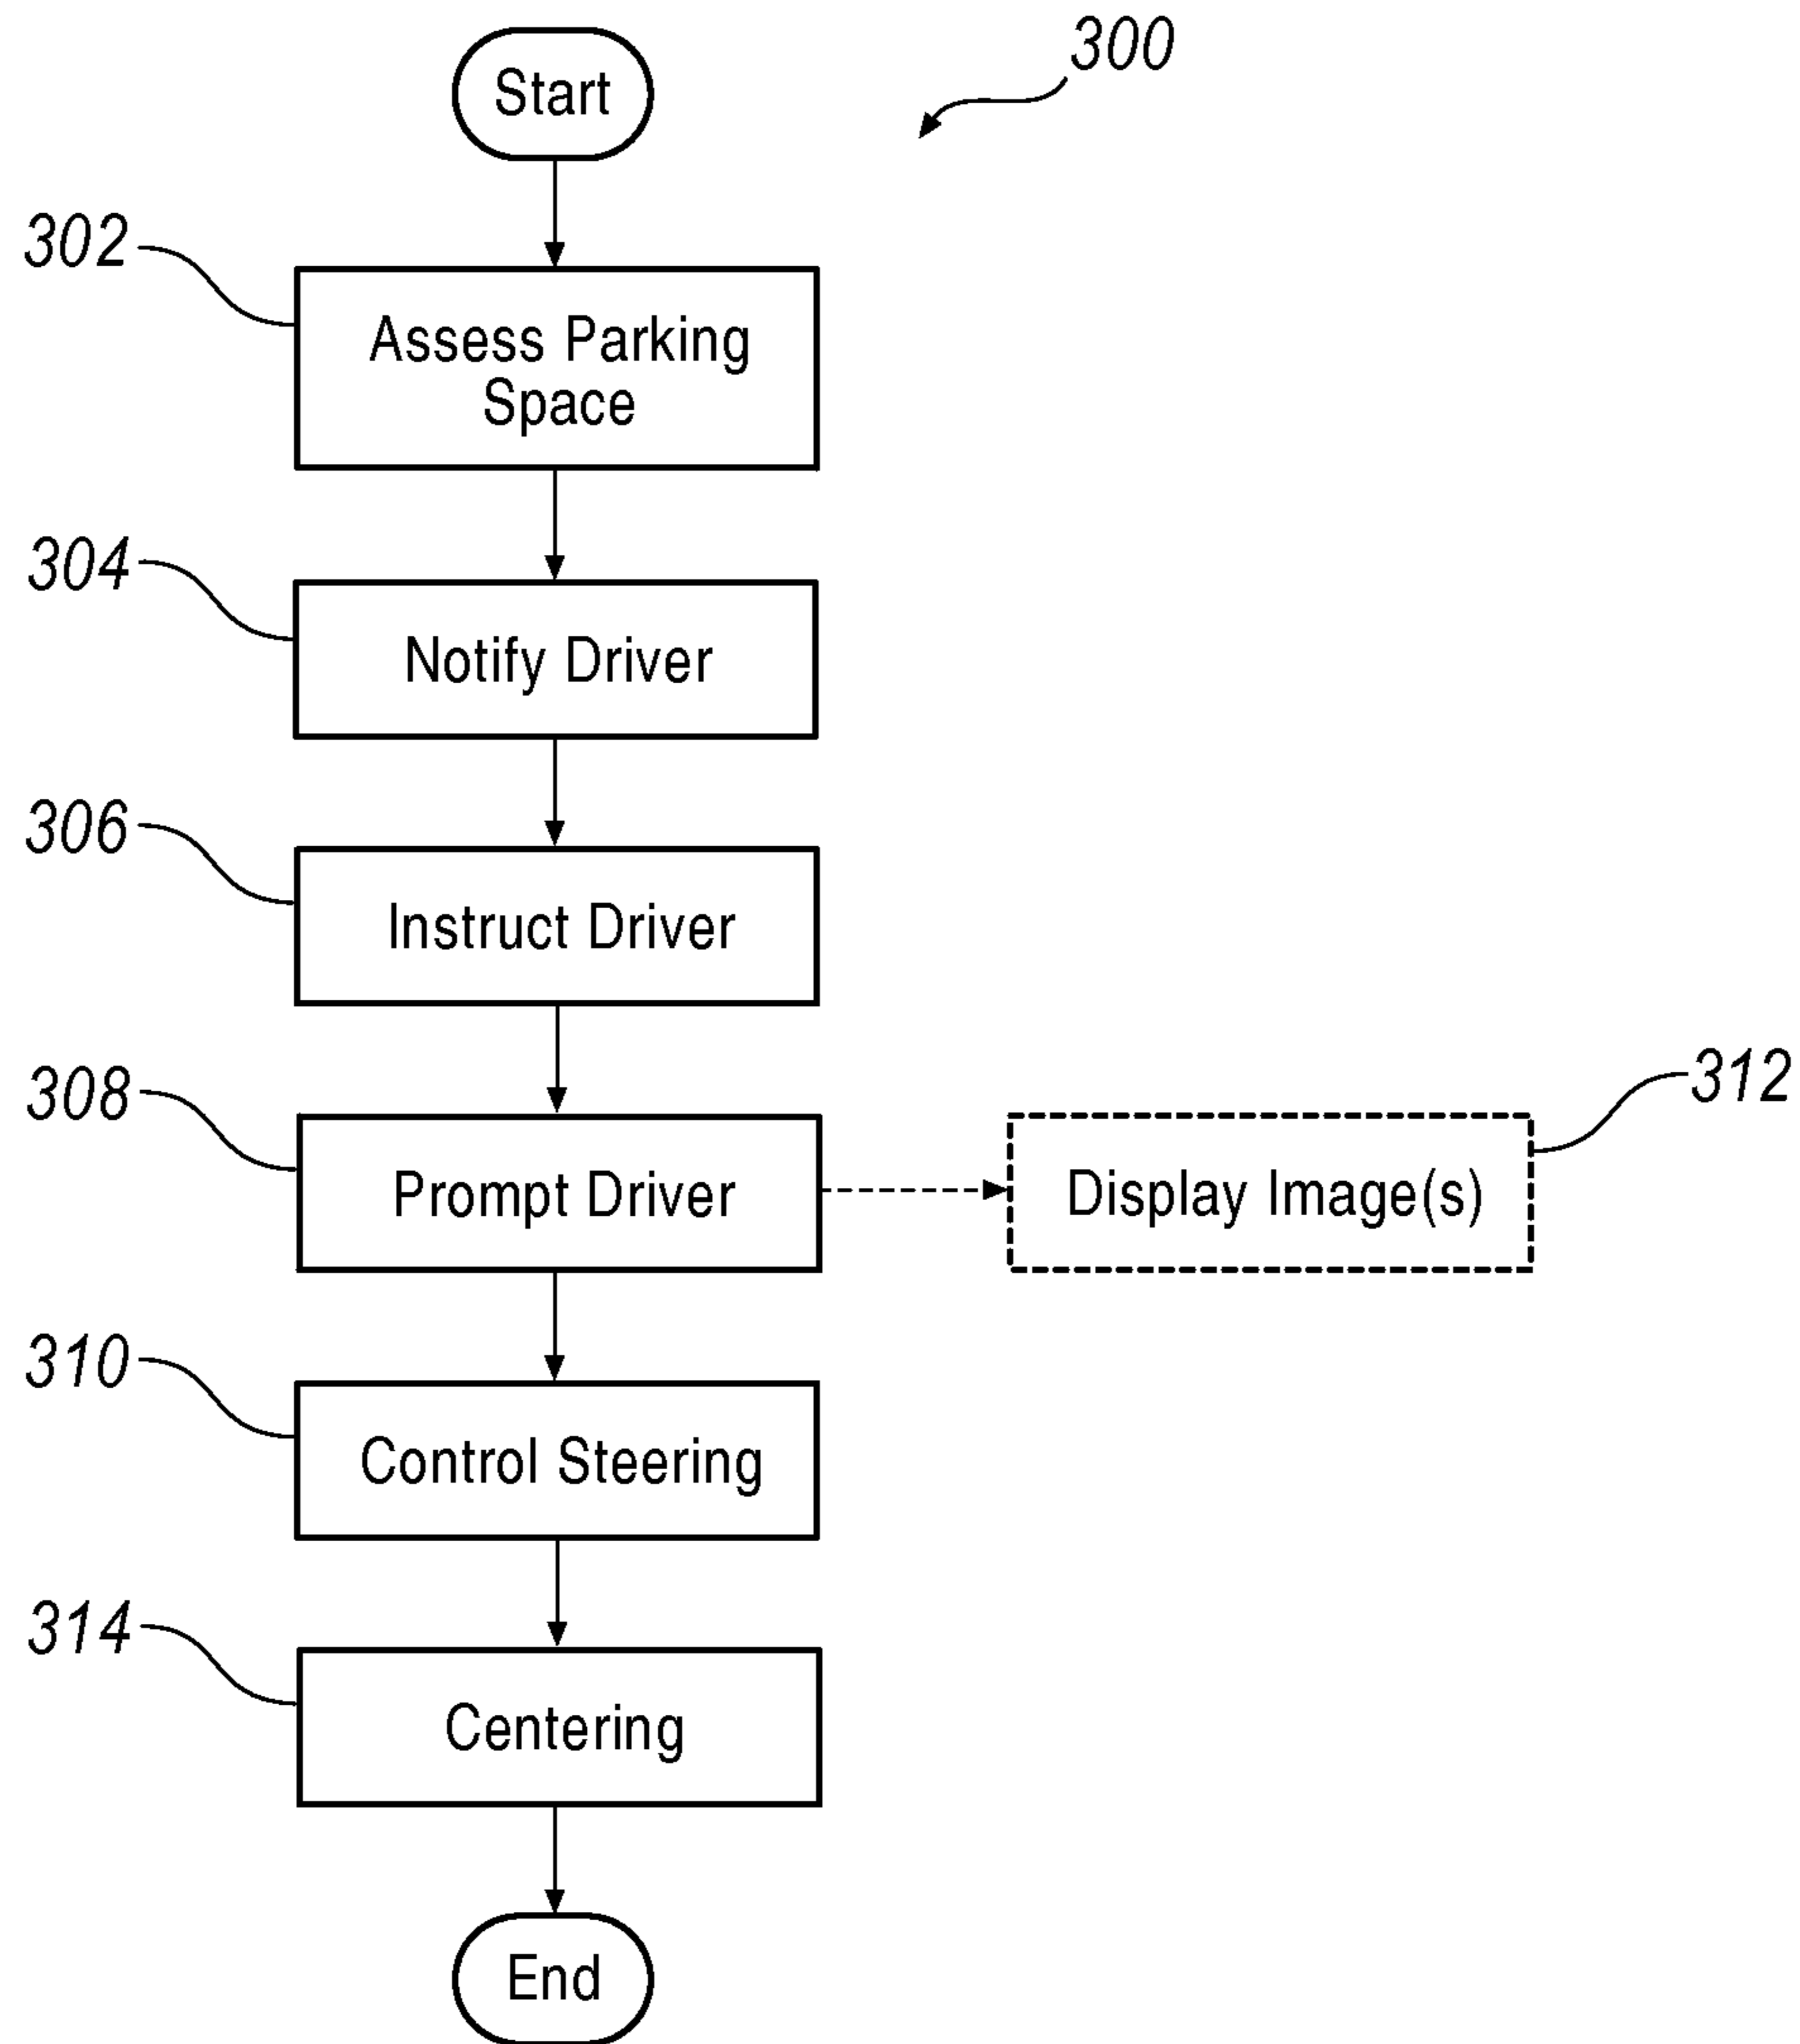 Start
300
302
Assess Parking
Space
304
Notify Driver
306
Instruct Driver
308
Prompt Driver
312
Display Image(s)
310
Control Steering
314
Centering
End